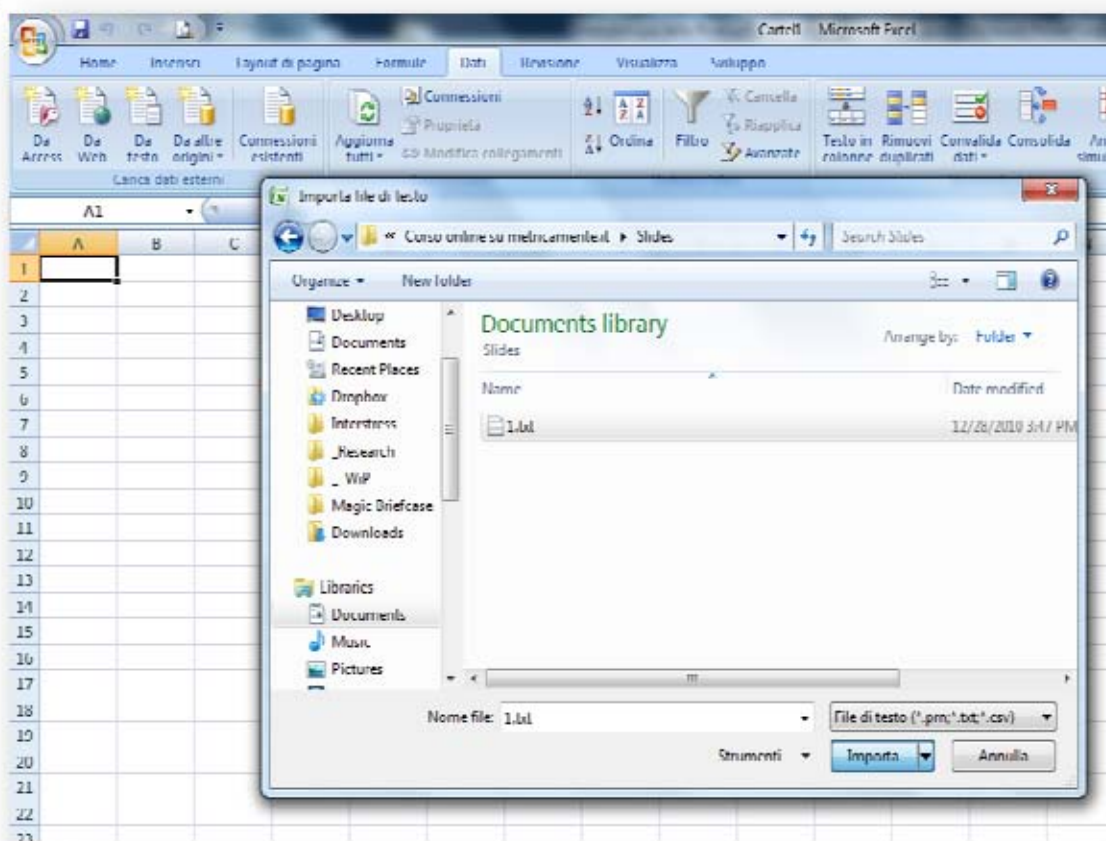 Cartel1 Microsoft Excel
Home Inserisci Layout di pagina Formule Dati Revisione Visualizza Sviluppo
Da Access
Da Web
Da testo
Da altre origini
Connessioni esistenti
Aggiorna tutti
Connessioni
Proprietà
Modifica collegamenti
Ordina
Filtro
Cancella
Riapplica
Avanzate
Testo in colonne
Rimuovi duplicati
Convalida dati
Consolida
Carica dati esterni
A1
A B C
1
2
3
4
5
6
7
8
9
10
11
12
13
14
15
16
17
18
19
20
21
22
23
Importa file di testo
« Corso online su metricamente.it Slides
Search Slides
Organize New folder
Desktop
Documents
Recent Places
Dropbox
Interstress
_Research
_ WiP
Magic Briefcase
Downloads
Libraries
Documents
Music
Pictures
Documents library
Slides
Arrange by: Folder
Name Date modified
1.txt 12/28/2010 3:47 PM
Nome file: 1.txt
File di testo (*.prn;*.txt;*.csv)
Strumenti Importa Annulla